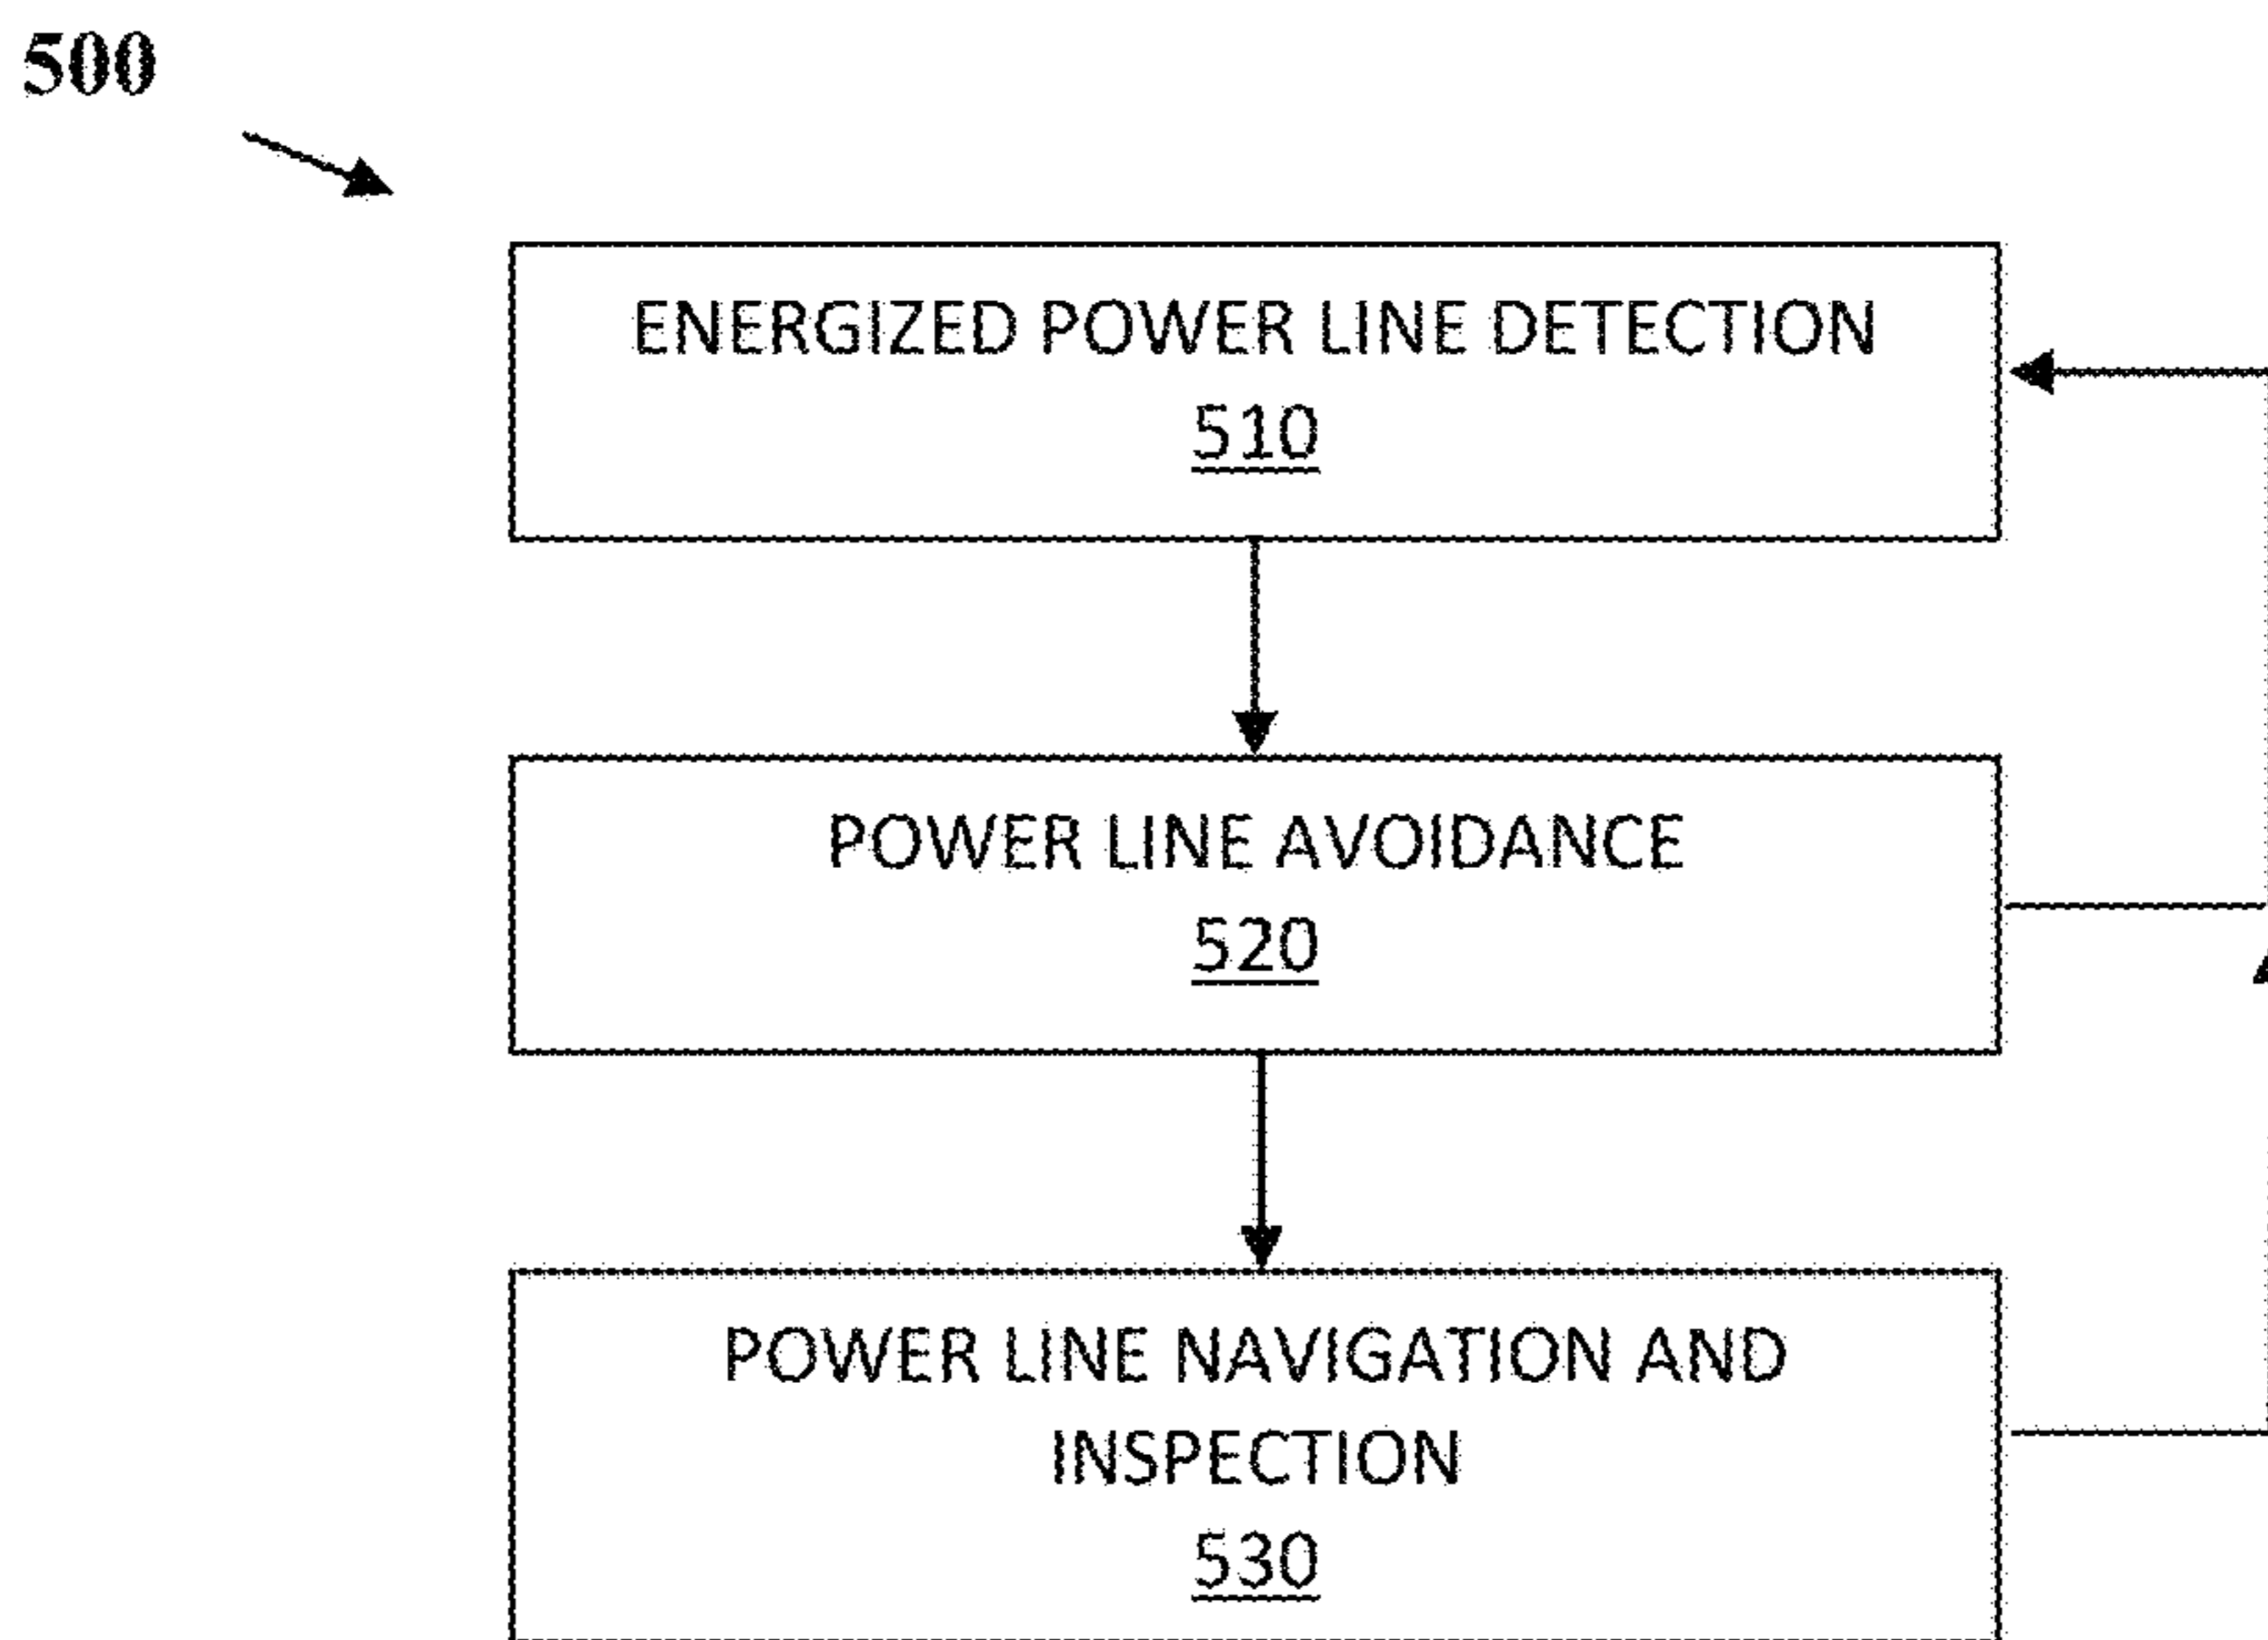 500
ENERGIZED POWER LINE DETECTION
510
POWER LINE AVOIDANCE
520
POWER LINE NAVIGATION AND
INSPECTION
530